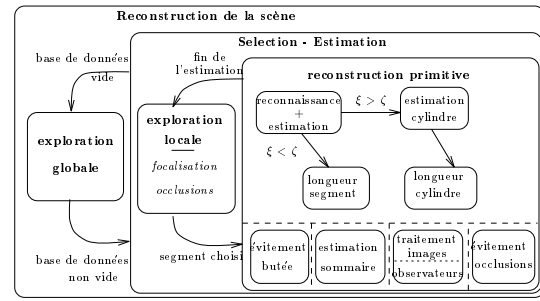 Reconstruction de la scène
Selection - Estimation
base de données
vide
fin de
l'estimation
reconstruction primitive
exploration
globale
exploration
locale
focalisation
occlusions
reconnaissance
+
estimation
ξ > ζ
estimation
cylindre
ξ < ζ
longueur
segment
longueur
cylindre
base de données
non vide
segment choisi
évitement
butée
estimation
sommaire
traitement
images
observateurs
évitement
occlusions